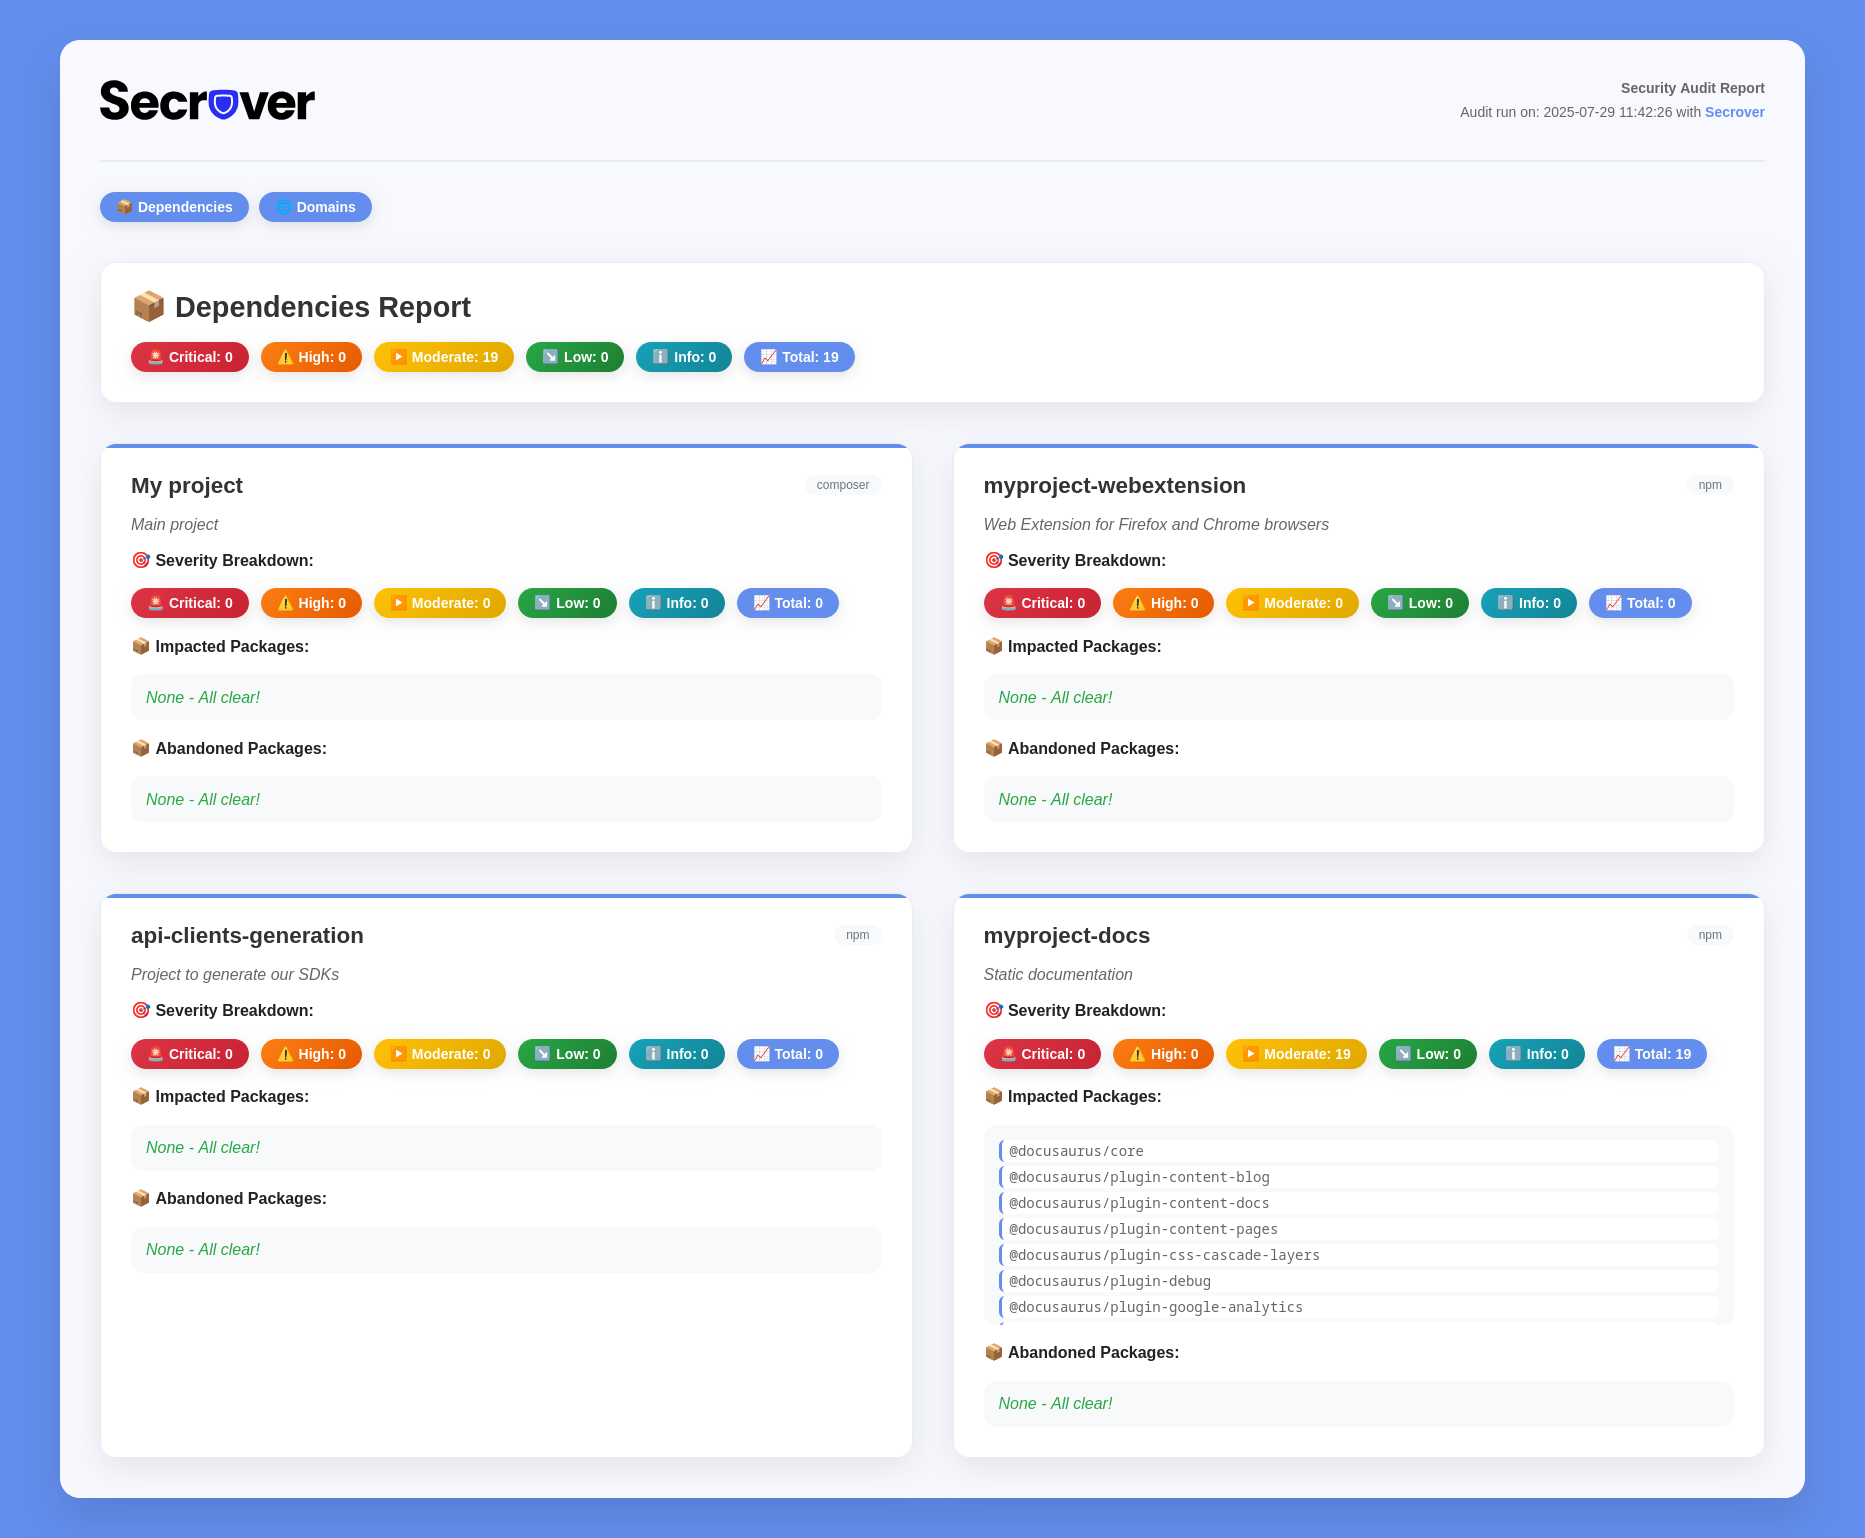 Secrover
Security Audit Report
Audit run on: 2025-07-29 11:42:26 with Secrover
Dependencies
Domains
Dependencies Report
Critical: 0
High: 0
Moderate: 19
Low: 0
Info: 0
Total: 19
My project
composer
Main project
Severity Breakdown:
Critical: 0
High: 0
Moderate: 0
Low: 0
Info: 0
Total: 0
Impacted Packages:
None - All clear!
Abandoned Packages:
None - All clear!
myproject-webextension
npm
Web Extension for Firefox and Chrome browsers
Severity Breakdown:
Critical: 0
High: 0
Moderate: 0
Low: 0
Info: 0
Total: 0
Impacted Packages:
None - All clear!
Abandoned Packages:
None - All clear!
api-clients-generation
npm
Project to generate our SDKs
Severity Breakdown:
Critical: 0
High: 0
Moderate: 0
Low: 0
Info: 0
Total: 0
Impacted Packages:
None - All clear!
Abandoned Packages:
None - All clear!
myproject-docs
npm
Static documentation
Severity Breakdown:
Critical: 0
High: 0
Moderate: 19
Low: 0
Info: 0
Total: 19
Impacted Packages:
@docusaurus/core
@docusaurus/plugin-content-blog
@docusaurus/plugin-content-docs
@docusaurus/plugin-content-pages
@docusaurus/plugin-css-cascade-layers
@docusaurus/plugin-debug
@docusaurus/plugin-google-analytics
Abandoned Packages:
None - All clear!